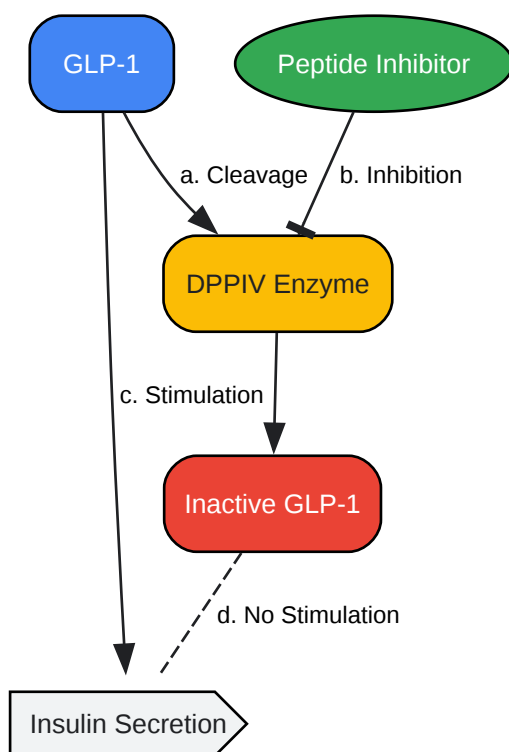 GLP-1
Peptide Inhibitor
a. Cleavage
b. Inhibition
DPPIV Enzyme
c. Stimulation
Inactive GLP-1
d. No Stimulation
Insulin Secretion